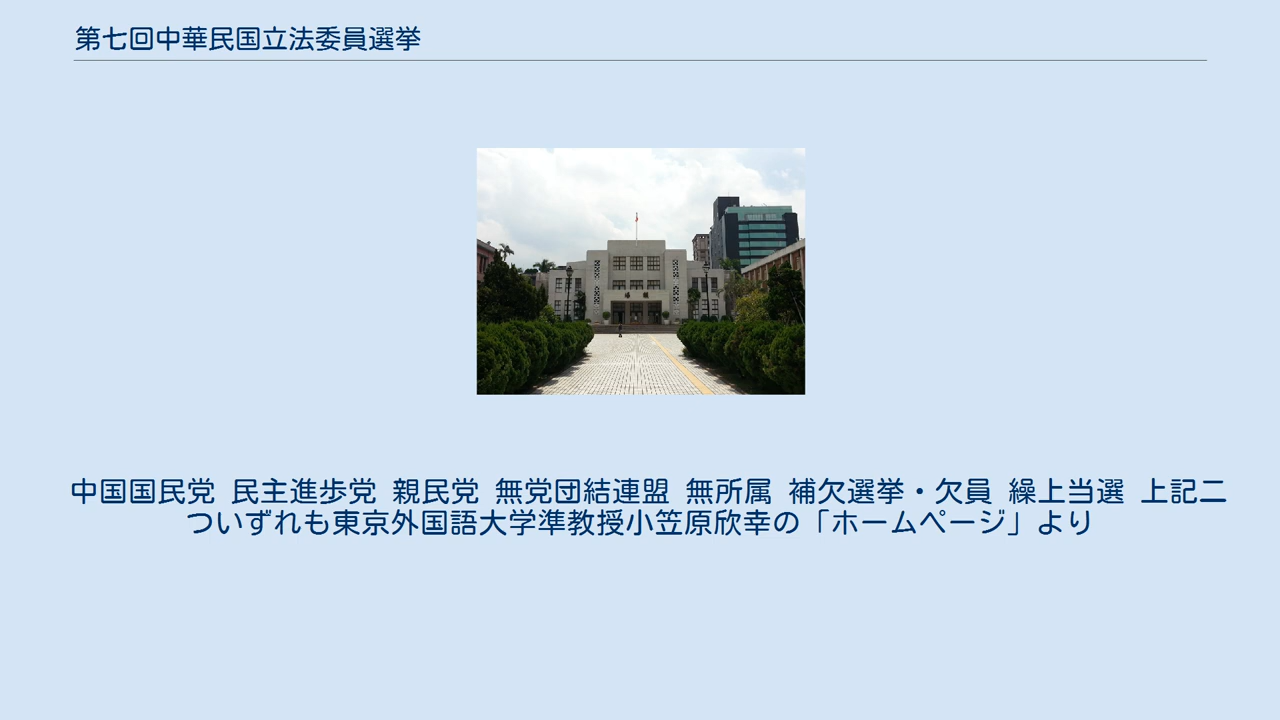 第七回中華民国立法委員選挙
中国国民党 民主進歩党 親民党 無党団結連盟 無所属 補欠選挙・欠員 繰上当選 上記二
ついずれも東京外国語大学準教授小笠原欣幸の「ホームページ」より